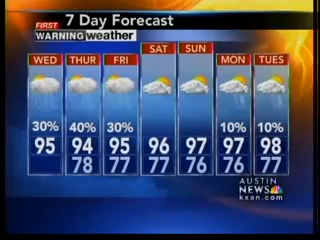 FIRST 7 Day Forecast
WARNING weather
WED THUR FRI SAT SUN MON TUES
30% 40% 30% 10% 10%
95 94 95 96 97 97 98
78 77 77 76 76 77
AUSTIN
NEWS
kxan.com